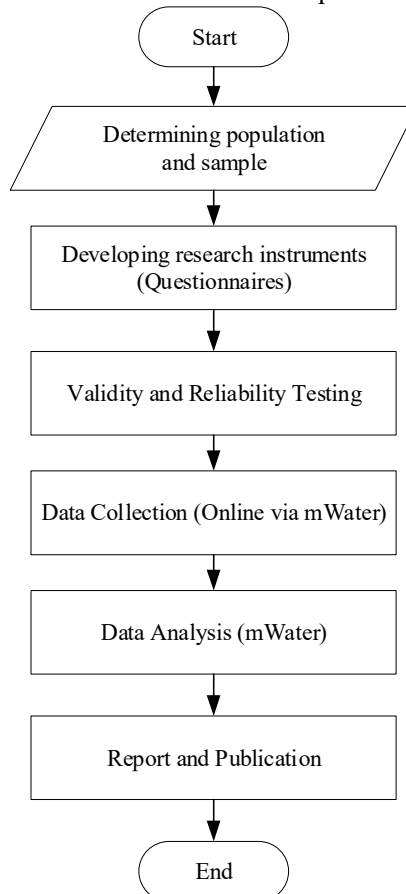 Start
Determining population
and sample
Developing research instruments
(Questionnaires)
Validity and Reliability Testing
Data Collection (Online via mWater)
Data Analysis (mWater)
Report and Publication
End